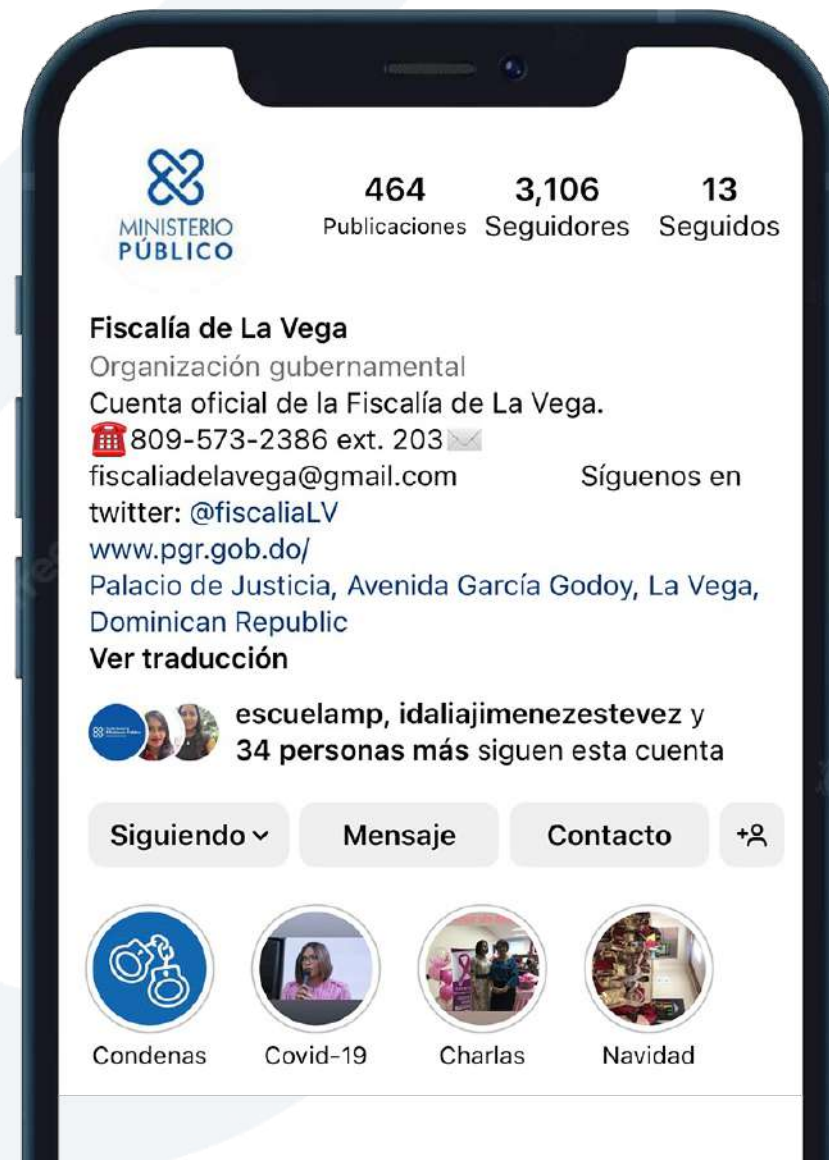 MINISTERIO
PÚBLICO
464 3,106 13
Publicaciones Seguidores Seguidos
Fiscalía de La Vega
Organización gubernamental
Cuenta oficial de la Fiscalía de La Vega.
☎️809-573-2386 ext. 203✉️
fiscaliadelavega@gmail.com Síguenos en
twitter: @fiscaliaLV
www.pgr.gob.do/
Palacio de Justicia, Avenida García Godoy, La Vega,
Dominican Republic
Ver traducción
escuelamp, idaliajimenezestevez y
34 personas más siguen esta cuenta
Siguiendo Mensaje Contacto
Condenas Covid-19 Charlas Navidad